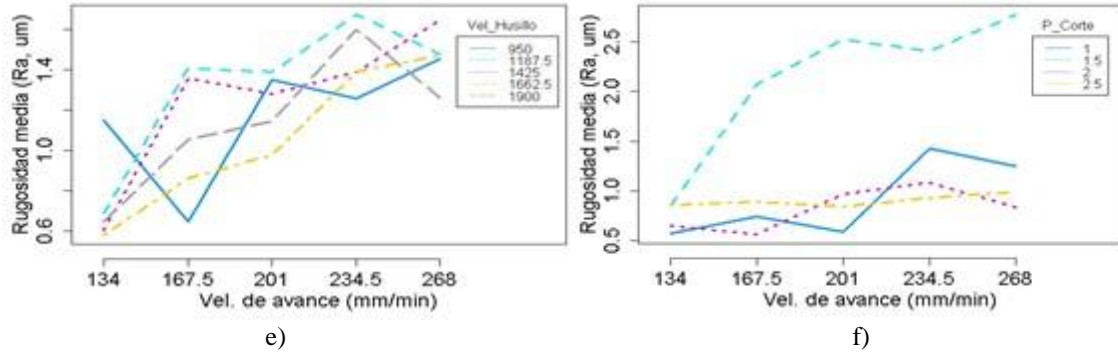 Vel_Husillo
950
1187.5
1425
1662.5
1900
Rugosidad media (Ra, um)
1.4
1.0
0.6
134 167.5 201 234.5 268
Vel. de avance (mm/min)
e)
P_Corte
1
1.5
2
2.5
Rugosidad media (Ra, um)
2.5
2.0
1.5
1.0
0.5
134 167.5 201 234.5 268
Vel. de avance (mm/min)
f)